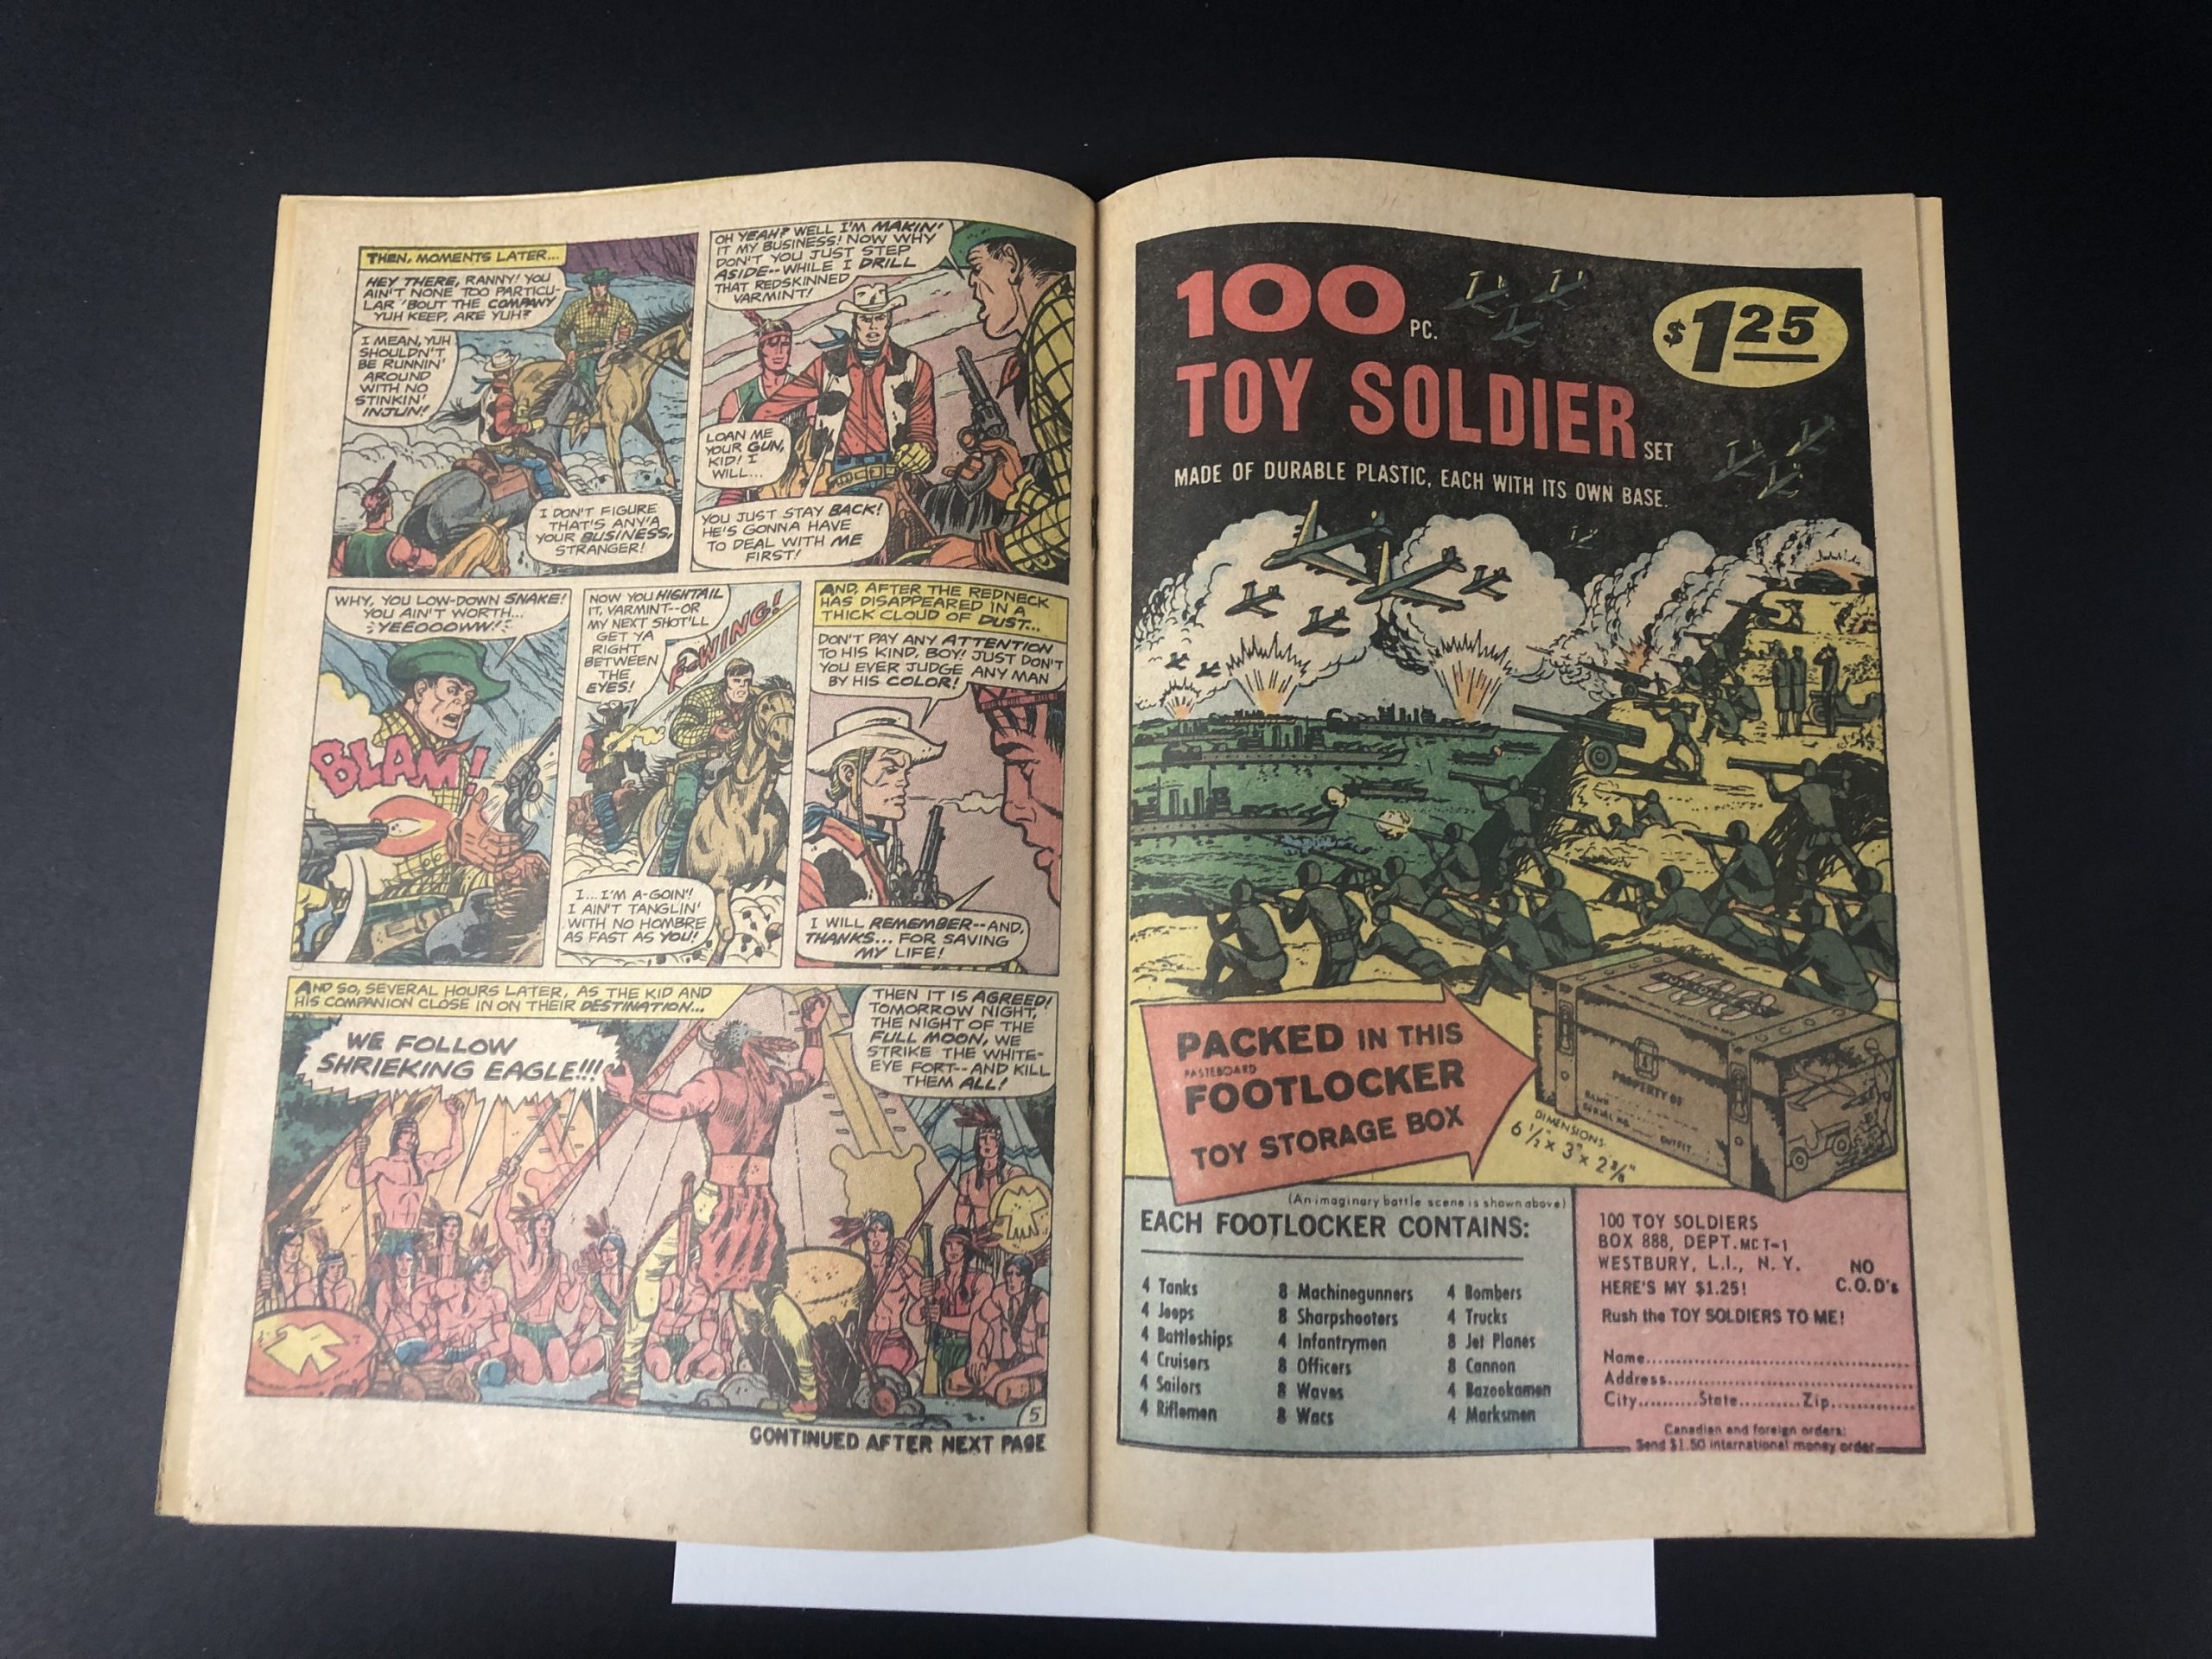 THEN, MOMENTS LATER...
HEY THERE, RANNY! YOU
AIN'T NONE TOO PARTICU-
LAR 'BOUT THE COMPANY
YUH KEEP, ARE YUH?
I MEAN, YUH
SHOULDN'T
BE RUNNIN'
AROUND
WITH NO
STINKIN'
INJUN!
I DON'T FIGURE
THAT'S ANY'A
YOUR BUSINESS,
STRANGER!
OH YEAH? WELL I'M MAKIN'
IT MY BUSINESS! NOW WHY
DON'T YOU JUST STEP
ASIDE--WHILE I DRILL
THAT REDSKINNED
VARMINT!
LOAN ME
YOUR GUN,
KID! I
WILL...
YOU JUST STAY BACK!
HE'S GONNA HAVE
TO DEAL WITH ME
FIRST!
WHY, YOU LOW-DOWN SNAKE!
YOU AIN'T WORTH...
YEEOOOWW!
BLAM!
NOW YOU HIGHTAIL
IT, VARMINT--OR
MY NEXT SHOT'LL
GET YA
RIGHT
BETWEEN
THE
EYES!
P-WING!
I...I'M A-GOIN'!
I AIN'T TANGLIN'
WITH NO HOMBRE
AS FAST AS YOU!
AND, AFTER THE REDNECK
HAS DISAPPEARED IN A
THICK CLOUD OF DUST...
DON'T PAY ANY ATTENTION
TO HIS KIND, BOY! JUST DON'T
YOU EVER JUDGE ANY MAN
BY HIS COLOR!
I WILL REMEMBER--AND,
THANKS... FOR SAVING
MY LIFE!
AND SO, SEVERAL HOURS LATER, AS THE KID AND
HIS COMPANION CLOSE IN ON THEIR DESTINATION...
WE FOLLOW
SHRIEKING EAGLE!!!
THEN IT IS AGREED!
TOMORROW NIGHT,
THE NIGHT OF THE
FULL MOON, WE
STRIKE THE WHITE-
EYE FORT--AND KILL
THEM ALL!
5
CONTINUED AFTER NEXT PAGE
100 PC.
$1.25
TOY SOLDIER SET
MADE OF DURABLE PLASTIC, EACH WITH ITS OWN BASE.
PACKED IN THIS
PASTEBOARD
FOOTLOCKER
TOY STORAGE BOX
PROPERTY OF
NAME
SERIAL NO.
OUTFIT
DIMENSIONS:
6 1/2" x 3" x 2 3/8"
(An imaginary battle scene is shown above)
EACH FOOTLOCKER CONTAINS:
4 Tanks
4 Jeeps
4 Battleships
4 Cruisers
4 Sailors
4 Riflemen
8 Machinegunners
8 Sharpshooters
4 Infantrymen
8 Officers
8 Waves
8 Wacs
4 Bombers
4 Trucks
8 Jet Planes
8 Cannon
4 Bazookamen
4 Marksmen
100 TOY SOLDIERS
BOX 888, DEPT. MCT-1
WESTBURY, L.I., N. Y.
HERE'S MY $1.25!
NO
C.O.D's
Rush the TOY SOLDIERS TO ME!
Name
Address
City..........State..........Zip
Canadian and foreign orders:
Send $1.50 international money order